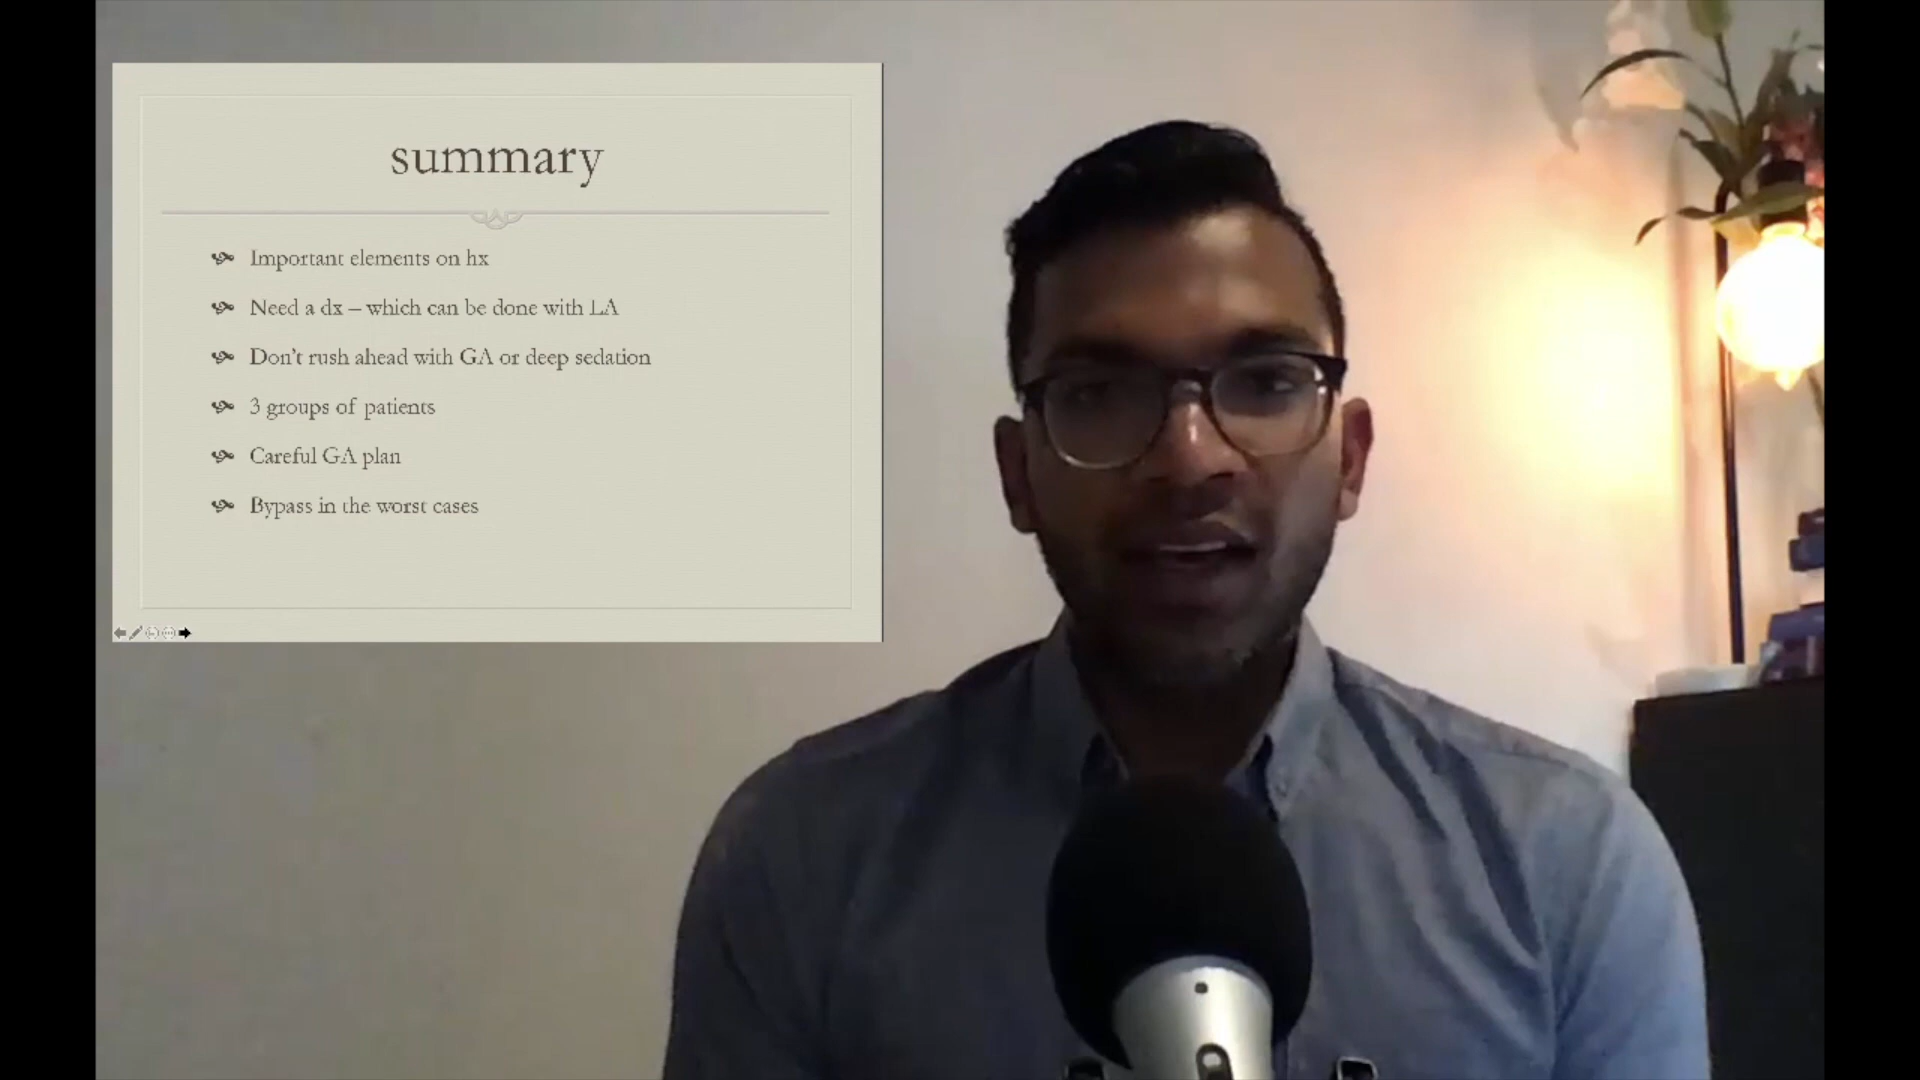 summary
Important elements on hx
Need a dx – which can be done with LA
Don't rush ahead with GA or deep sedation
3 groups of patients
Careful GA plan
Bypass in the worst cases